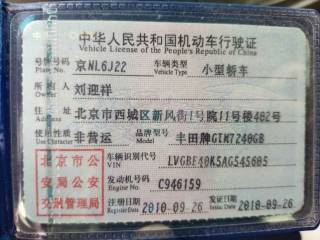 中华人民共和国机动车行驶证
Vehicle License of the People's Republic of China
号牌号码 京NL6J22 车辆类型 小型轿车
Plate No. Vehicle Type
所有人 刘迎祥
Owner
住址 北京市西城区新风街1号院11号楼402号
Address
使用性质 非营运 品牌型号 丰田牌GTM7240GB
Use Character Model
北京市公安局公安交通管理局
车辆识别代号 LVGBE40K5AG545605
VIN
发动机号码 C946159
Engine No.
注册日期 2010-09-26 发证日期 2010-09-26
Register Date Issue Date